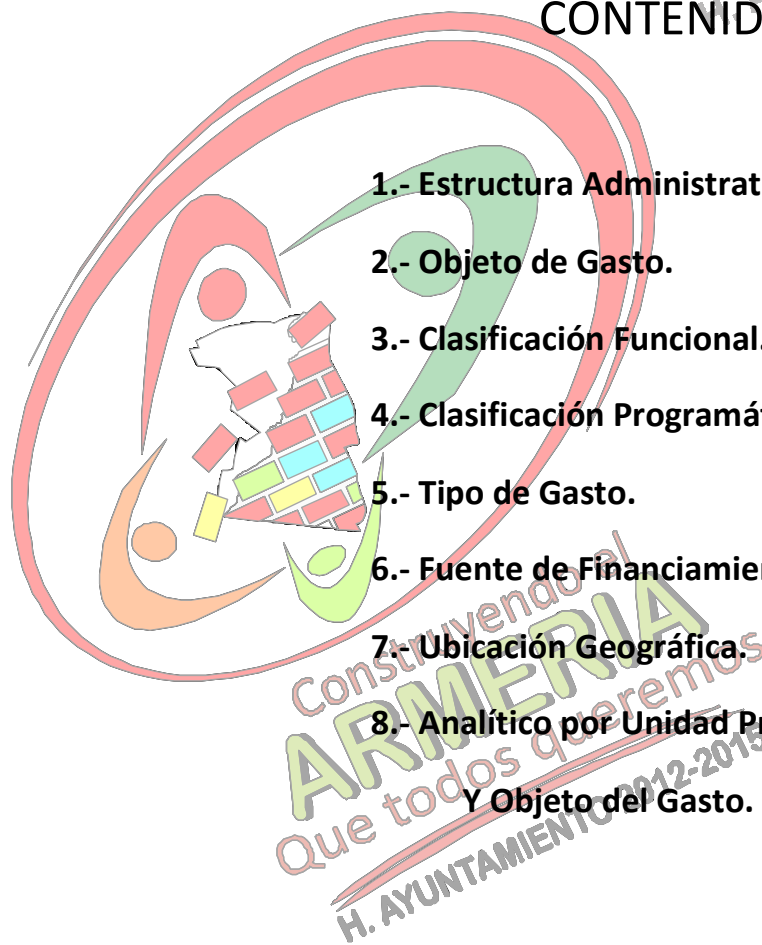 CONTENID
1.- Estructura Administrat
2.- Objeto de Gasto.
3.- Clasificación Funcional.
4.- Clasificación Programát
5.- Tipo de Gasto.
6.- Fuente de Financiamien
7.- Ubicación Geográfica.
8.- Analítico por Unidad Pr
Y Objeto del Gasto.
Construyendo el
ARMERIA
Que todos queremos
H. AYUNTAMIENTO 2012-2015